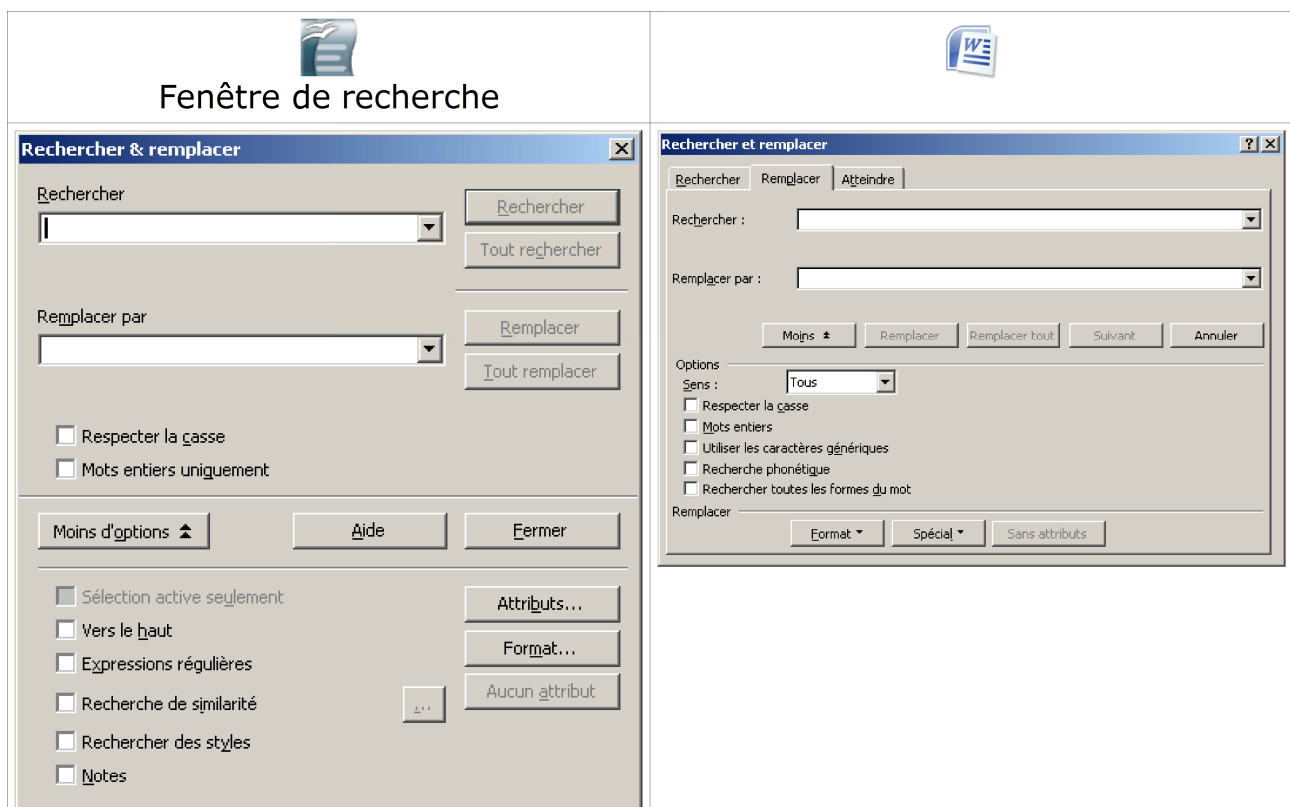 Fenêtre de recherche
W
Rechercher & remplacer
Rechercher
Rechercher
Tout rechercher
Remplacer par
Remplacer
Tout remplacer
Respecter la casse
Mots entiers uniquement
Moins d'options
Aide
Fermer
Sélection active seulement
Attributs...
Vers le haut
Format...
Expressions régulières
Aucun attribut
Recherche de similarité
...
Rechercher des styles
Notes
Rechercher et remplacer
Rechercher Remplacer Atteindre
Rechercher :
Remplacer par :
Moins Remplacer Remplacer tout Suivant Annuler
Options
Sens : Tous
Respecter la casse
Mots entiers
Utiliser les caractères génériques
Recherche phonétique
Rechercher toutes les formes du mot
Remplacer
Format Spécial Sans attributs